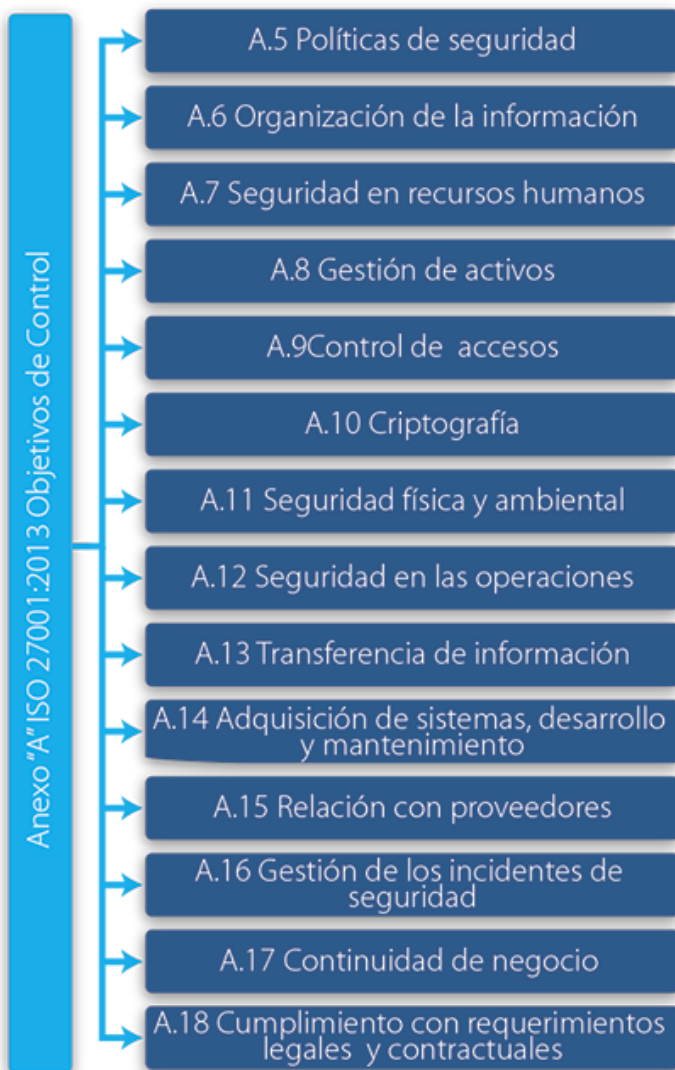 Anexo "A" ISO 27001:2013 Objetivos de Control
A.5 Políticas de seguridad
A.6 Organización de la información
A.7 Seguridad en recursos humanos
A.8 Gestión de activos
A.9Control de  accesos
A.10 Criptografía
A.11 Seguridad física y ambiental
A.12 Seguridad en las operaciones
A.13 Transferencia de información
A.14 Adquisición de sistemas, desarrollo
y mantenimiento
A.15 Relación con proveedores
A.16 Gestión de los incidentes de
seguridad
A.17 Continuidad de negocio
A.18 Cumplimiento con requerimientos
legales  y contractuales